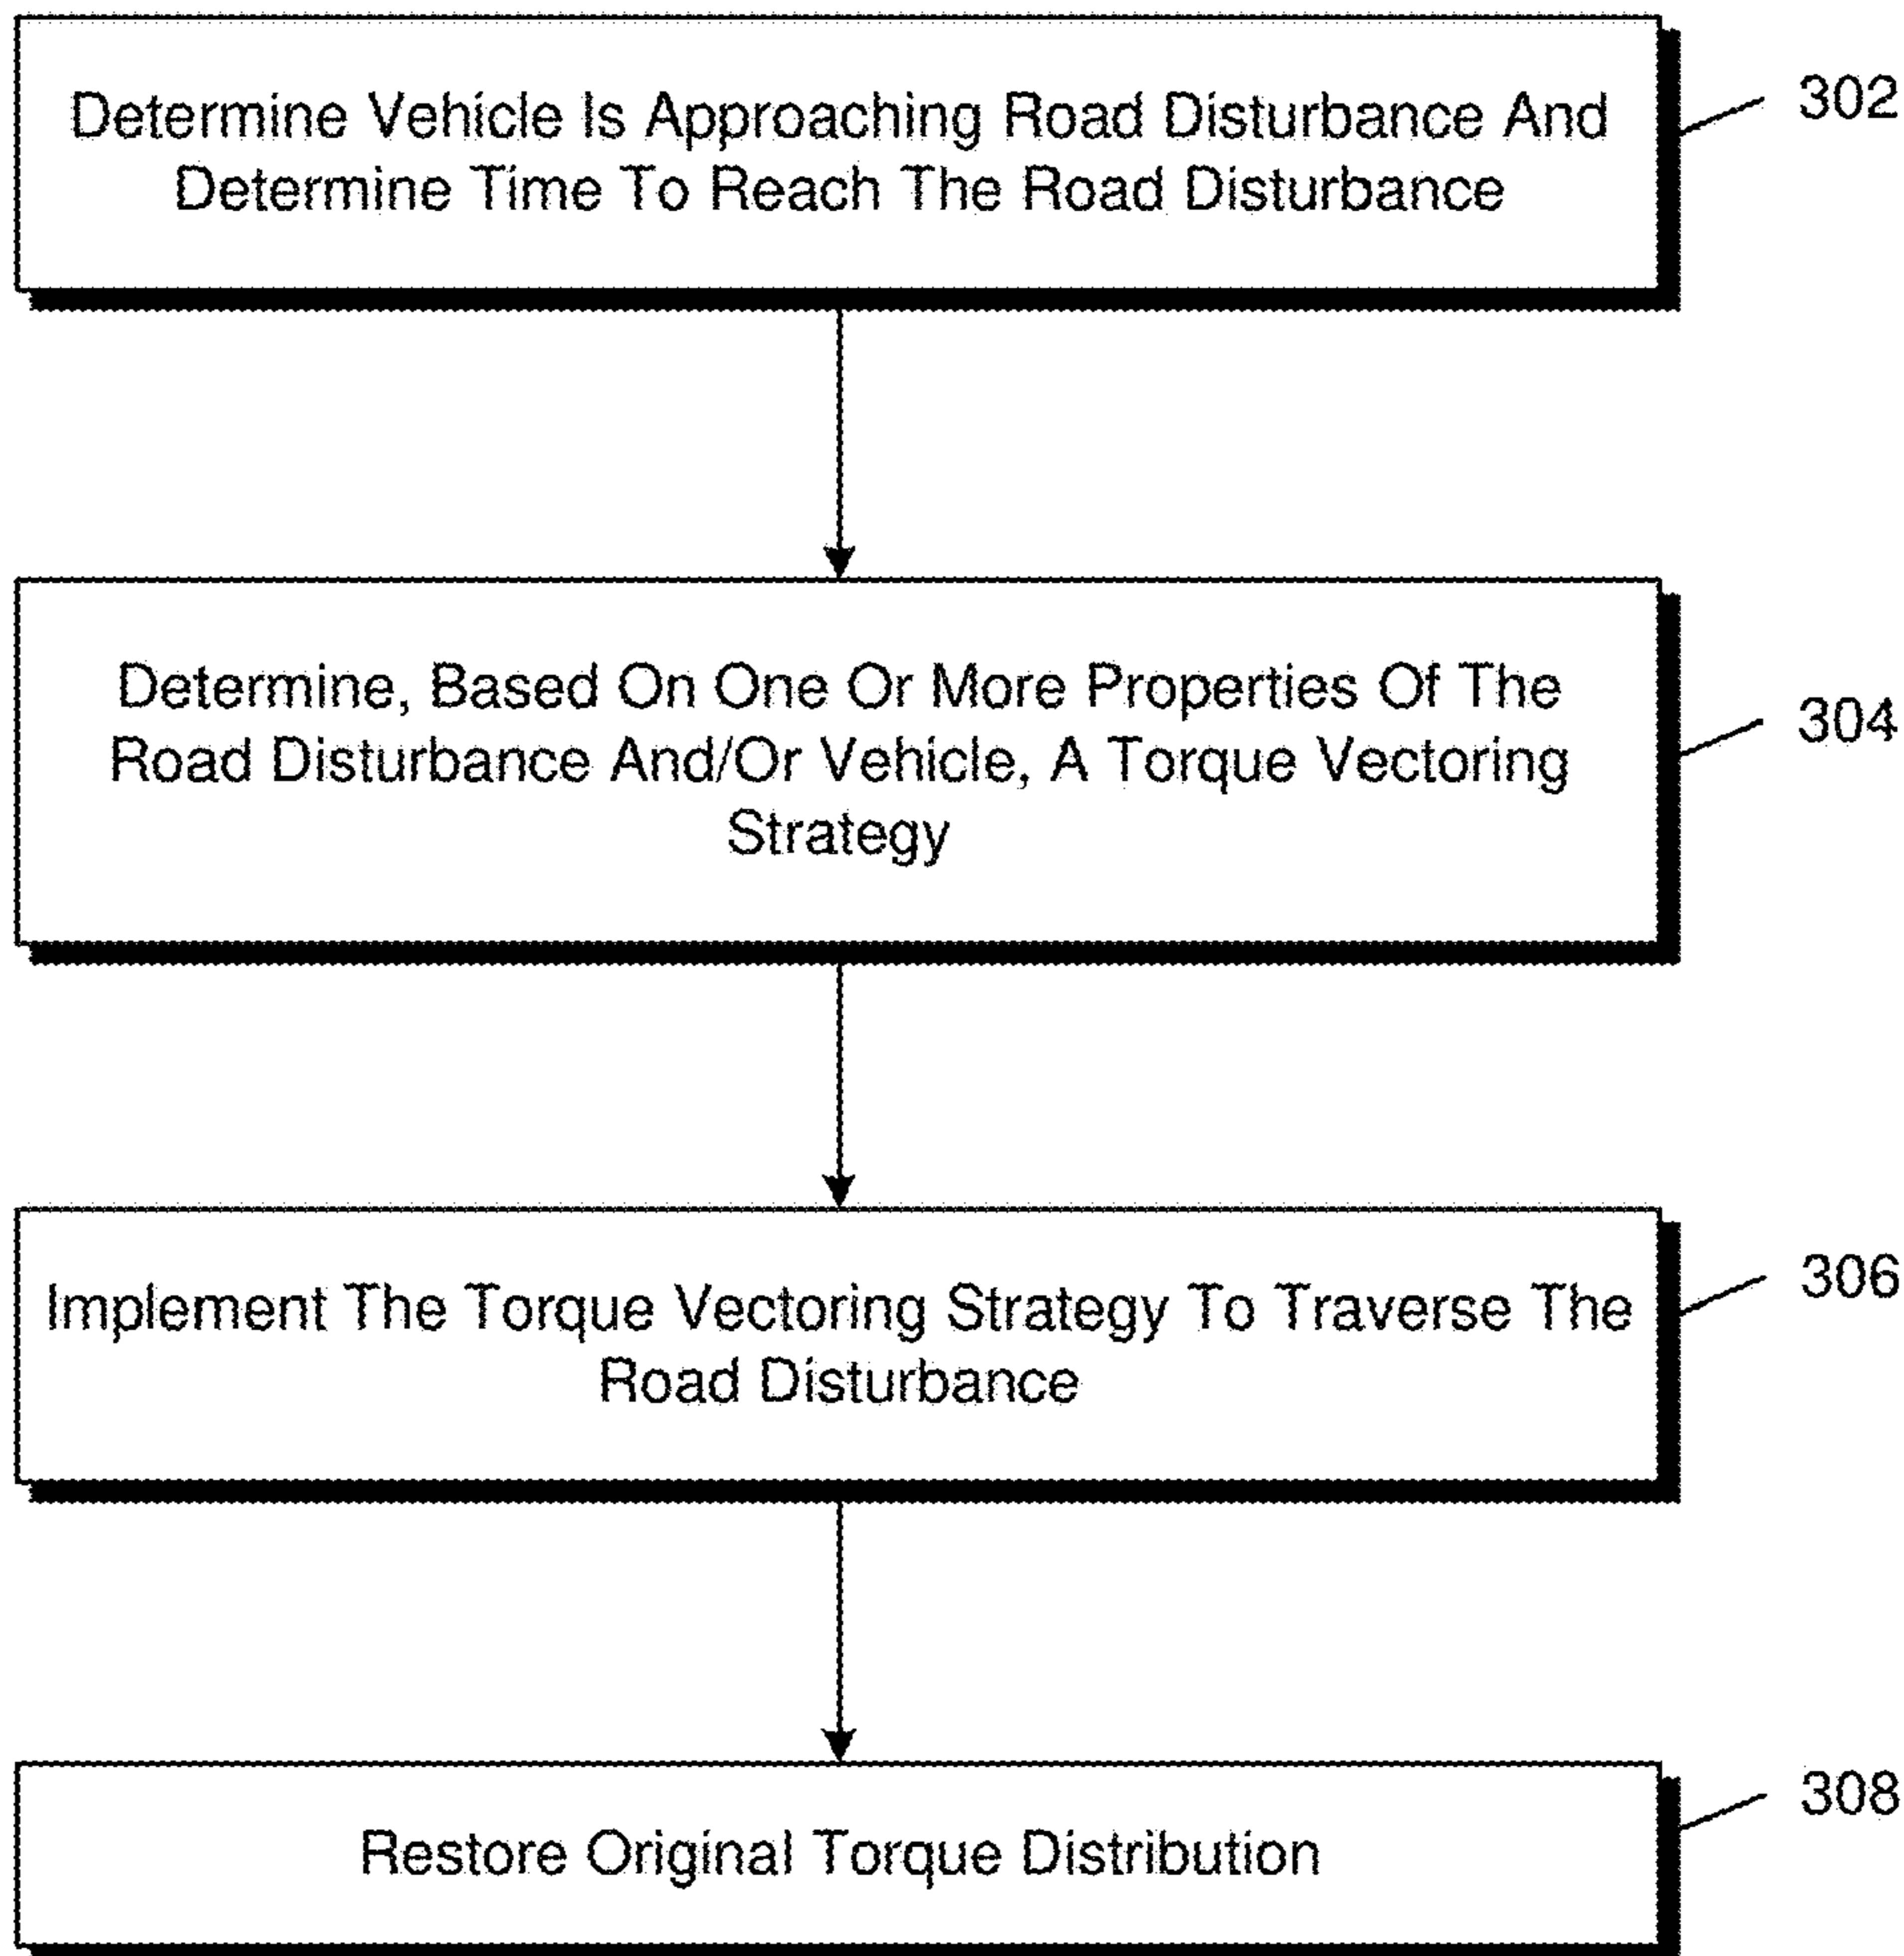 Determine Vehicle Is Approaching Road Disturbance And
Determine Time To Reach The Road Disturbance
302
Determine, Based On One Or More Properties Of The
Road Disturbance And/Or Vehicle, A Torque Vectoring
Strategy
304
Implement The Torque Vectoring Strategy To Traverse The
Road Disturbance
306
Restore Original Torque Distribution
308